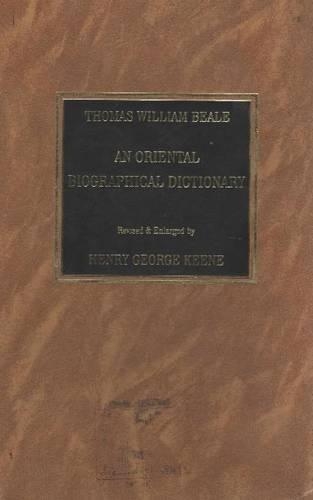 THOMAS WILLIAM BEALE
AN ORIENTAL
BIOGRAPHICAL DICTIONARY
Revised & Enlarged by
HENRY GEORGE KEENE